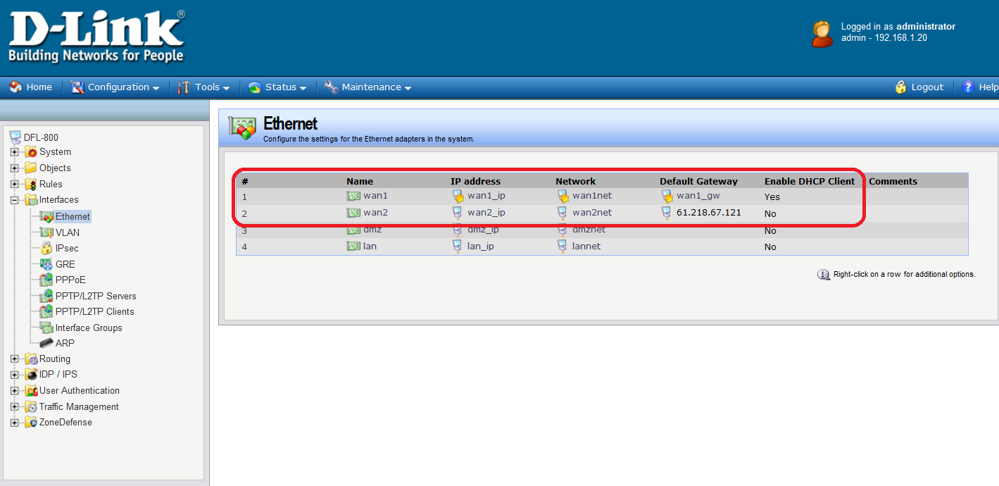 D-Link®
Building Networks for People
Logged in as administrator
admin - 192.168.1.20
Home Configuration Tools Status Maintenance Logout Help
DFL-800
System
Objects
Rules
Interfaces
Ethernet
VLAN
IPsec
GRE
PPPoE
PPTP/L2TP Servers
PPTP/L2TP Clients
Interface Groups
ARP
Routing
IDP / IPS
User Authentication
Traffic Management
ZoneDefense
Ethernet
Configure the settings for the Ethernet adapters in the system.
# Name IP address Network Default Gateway Enable DHCP Client Comments
1 wan1 wan1_ip wan1net wan1_gw Yes
2 wan2 wan2_ip wan2net 61.218.67.121 No
3 dmz dmz_ip dmznet No
4 lan lan_ip lannet No
Right-click on a row for additional options.